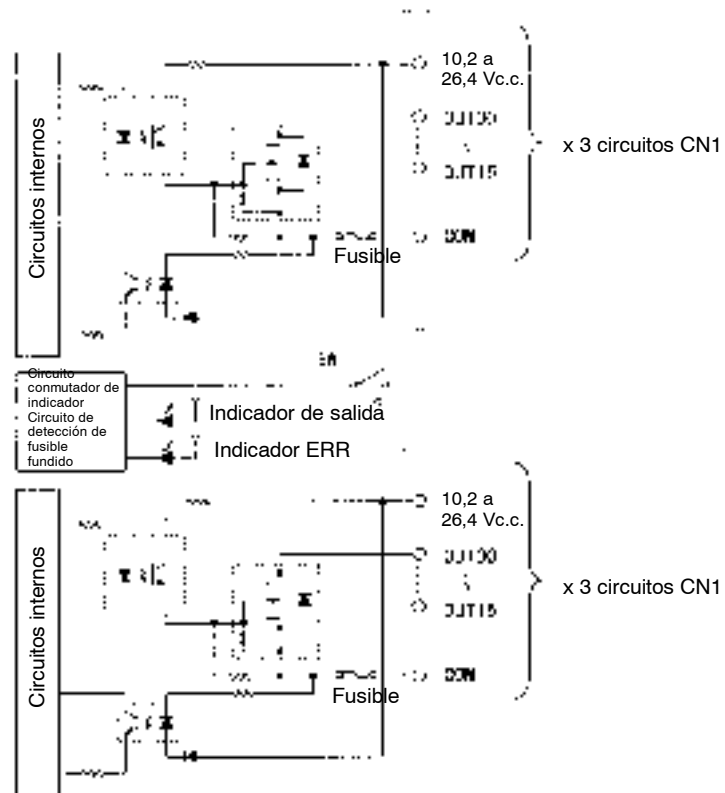 10,2 a
26,4 Vc.c.
OUT00
OUT15
COM
x 3 circuitos CN1
Circuitos internos
Fusible
Circuito
conmutador de
indicador
Circuito de
detección de
fusible
fundido
Indicador de salida
Indicador ERR
10,2 a
26,4 Vc.c.
OUT00
OUT15
COM
x 3 circuitos CN1
Circuitos internos
Fusible